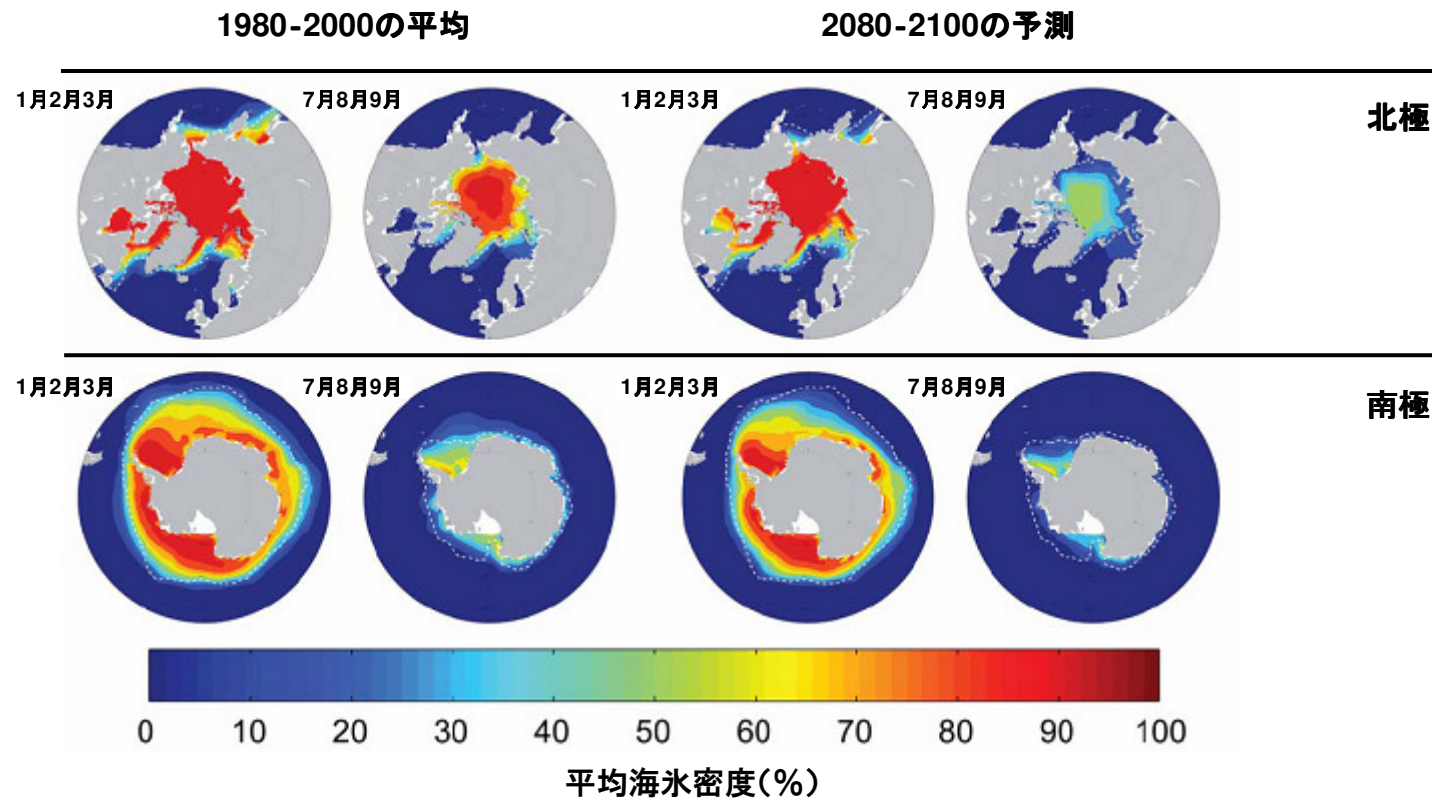 1980-2000の平均 2080-2100の予測
1月2月3月 7月8月9月 1月2月3月 7月8月9月
北極
1月2月3月 7月8月9月 1月2月3月 7月8月9月
南極
0 10 20 30 40 50 60 70 80 90 100
平均海氷密度(%)